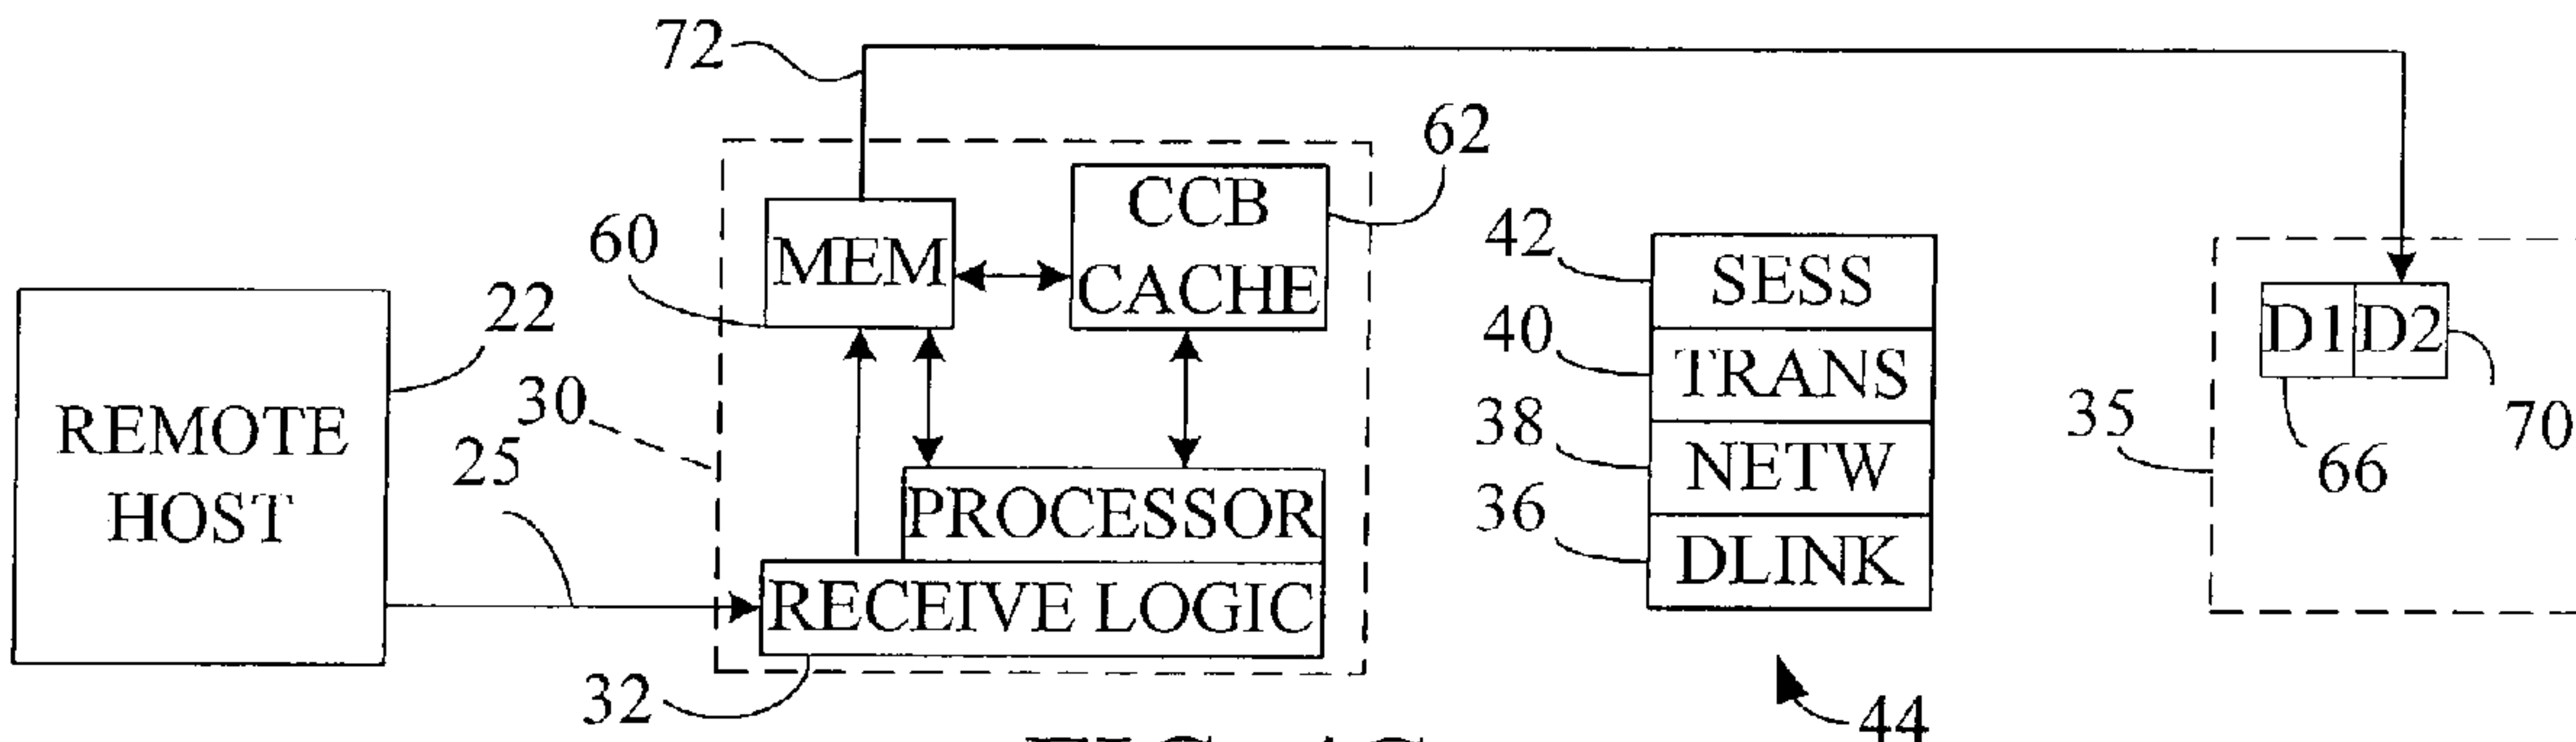 72
62
CCB
CACHE
60
MEM
42
SESS
22
40
TRANS
D1
D2
REMOTE
HOST
30
25
38
NETW
35
66
70
PROCESSOR
36
DLINK
RECEIVE LOGIC
32
44